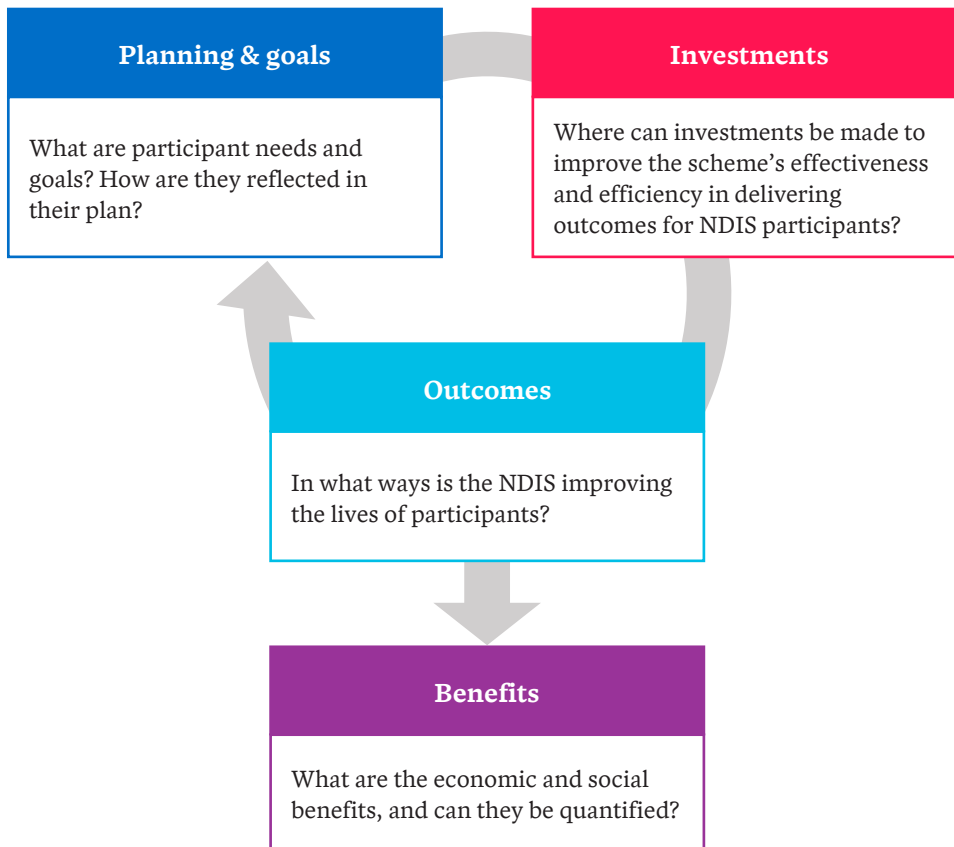 Planning & goals
What are participant needs and
goals? How are they reflected in
their plan?
Investments
Where can investments be made to
improve the scheme’s effectiveness
and efficiency in delivering
outcomes for NDIS participants?
Outcomes
In what ways is the NDIS improving
the lives of participants?
Benefits
What are the economic and social
benefits, and can they be quantified?